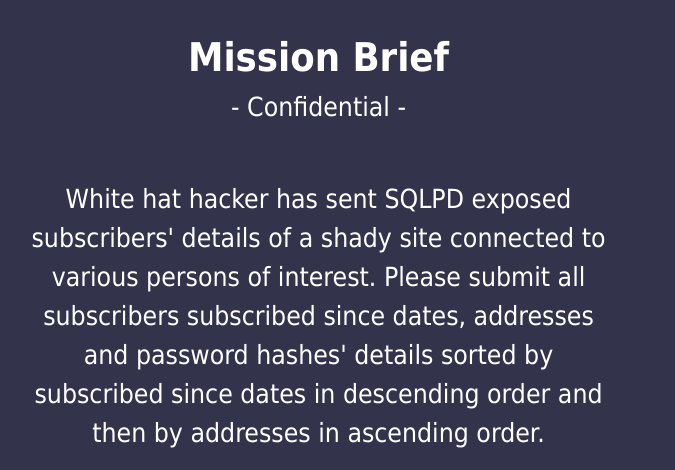 Mission Brief
- Confidential -
White hat hacker has sent SQLPD exposed
subscribers' details of a shady site connected to
various persons of interest. Please submit all
subscribers subscribed since dates, addresses
and password hashes' details sorted by
subscribed since dates in descending order and
then by addresses in ascending order.